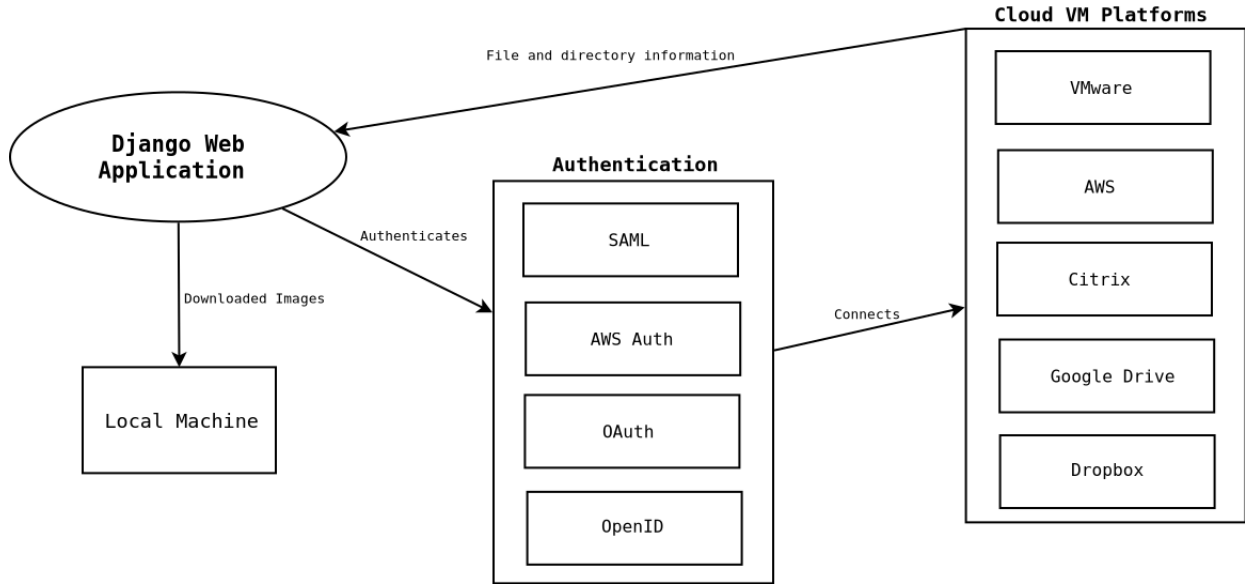 Cloud VM Platforms
File and directory information
VMware
Django Web
Application
Authentication
AWS
SAML
Authenticates
Citrix
Downloaded Images
Connects
AWS Auth
Google Drive
Local Machine
OAuth
Dropbox
OpenID